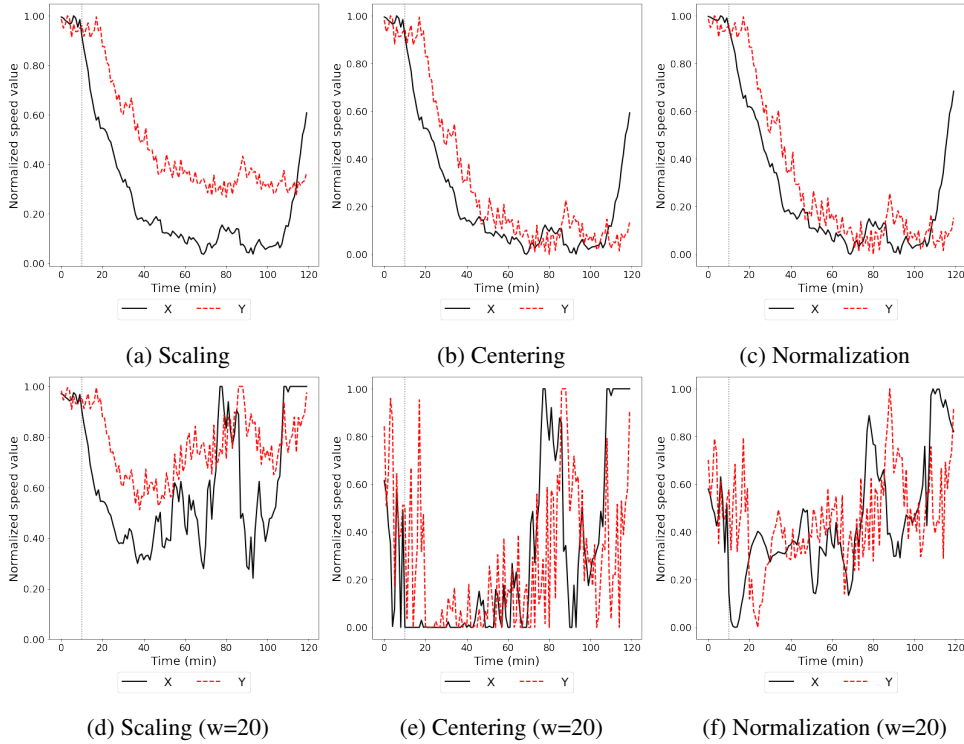 1.00 1.00 1.00
0.80 0.80 0.80
0.60 0.60 0.60
0.40 0.40 0.40
0.20 0.20 0.20
0.00 0.00 0.00
Normalized speed value Normalized speed value Normalized speed value
0 20 40 60 80 100 120 0 20 40 60 80 100 120 0 20 40 60 80 100 120
Time (min) Time (min) Time (min)
X Y X Y X Y
(a) Scaling (b) Centering (c) Normalization
1.00 1.00 1.00
0.80 0.80 0.80
0.60 0.60 0.60
0.40 0.40 0.40
0.20 0.20 0.20
0.00 0.00 0.00
Normalized speed value Normalized speed value Normalized speed value
0 20 40 60 80 100 120 0 20 40 60 80 100 120 0 20 40 60 80 100 120
Time (min) Time (min) Time (min)
X Y X Y X Y
(d) Scaling (w=20) (e) Centering (w=20) (f) Normalization (w=20)